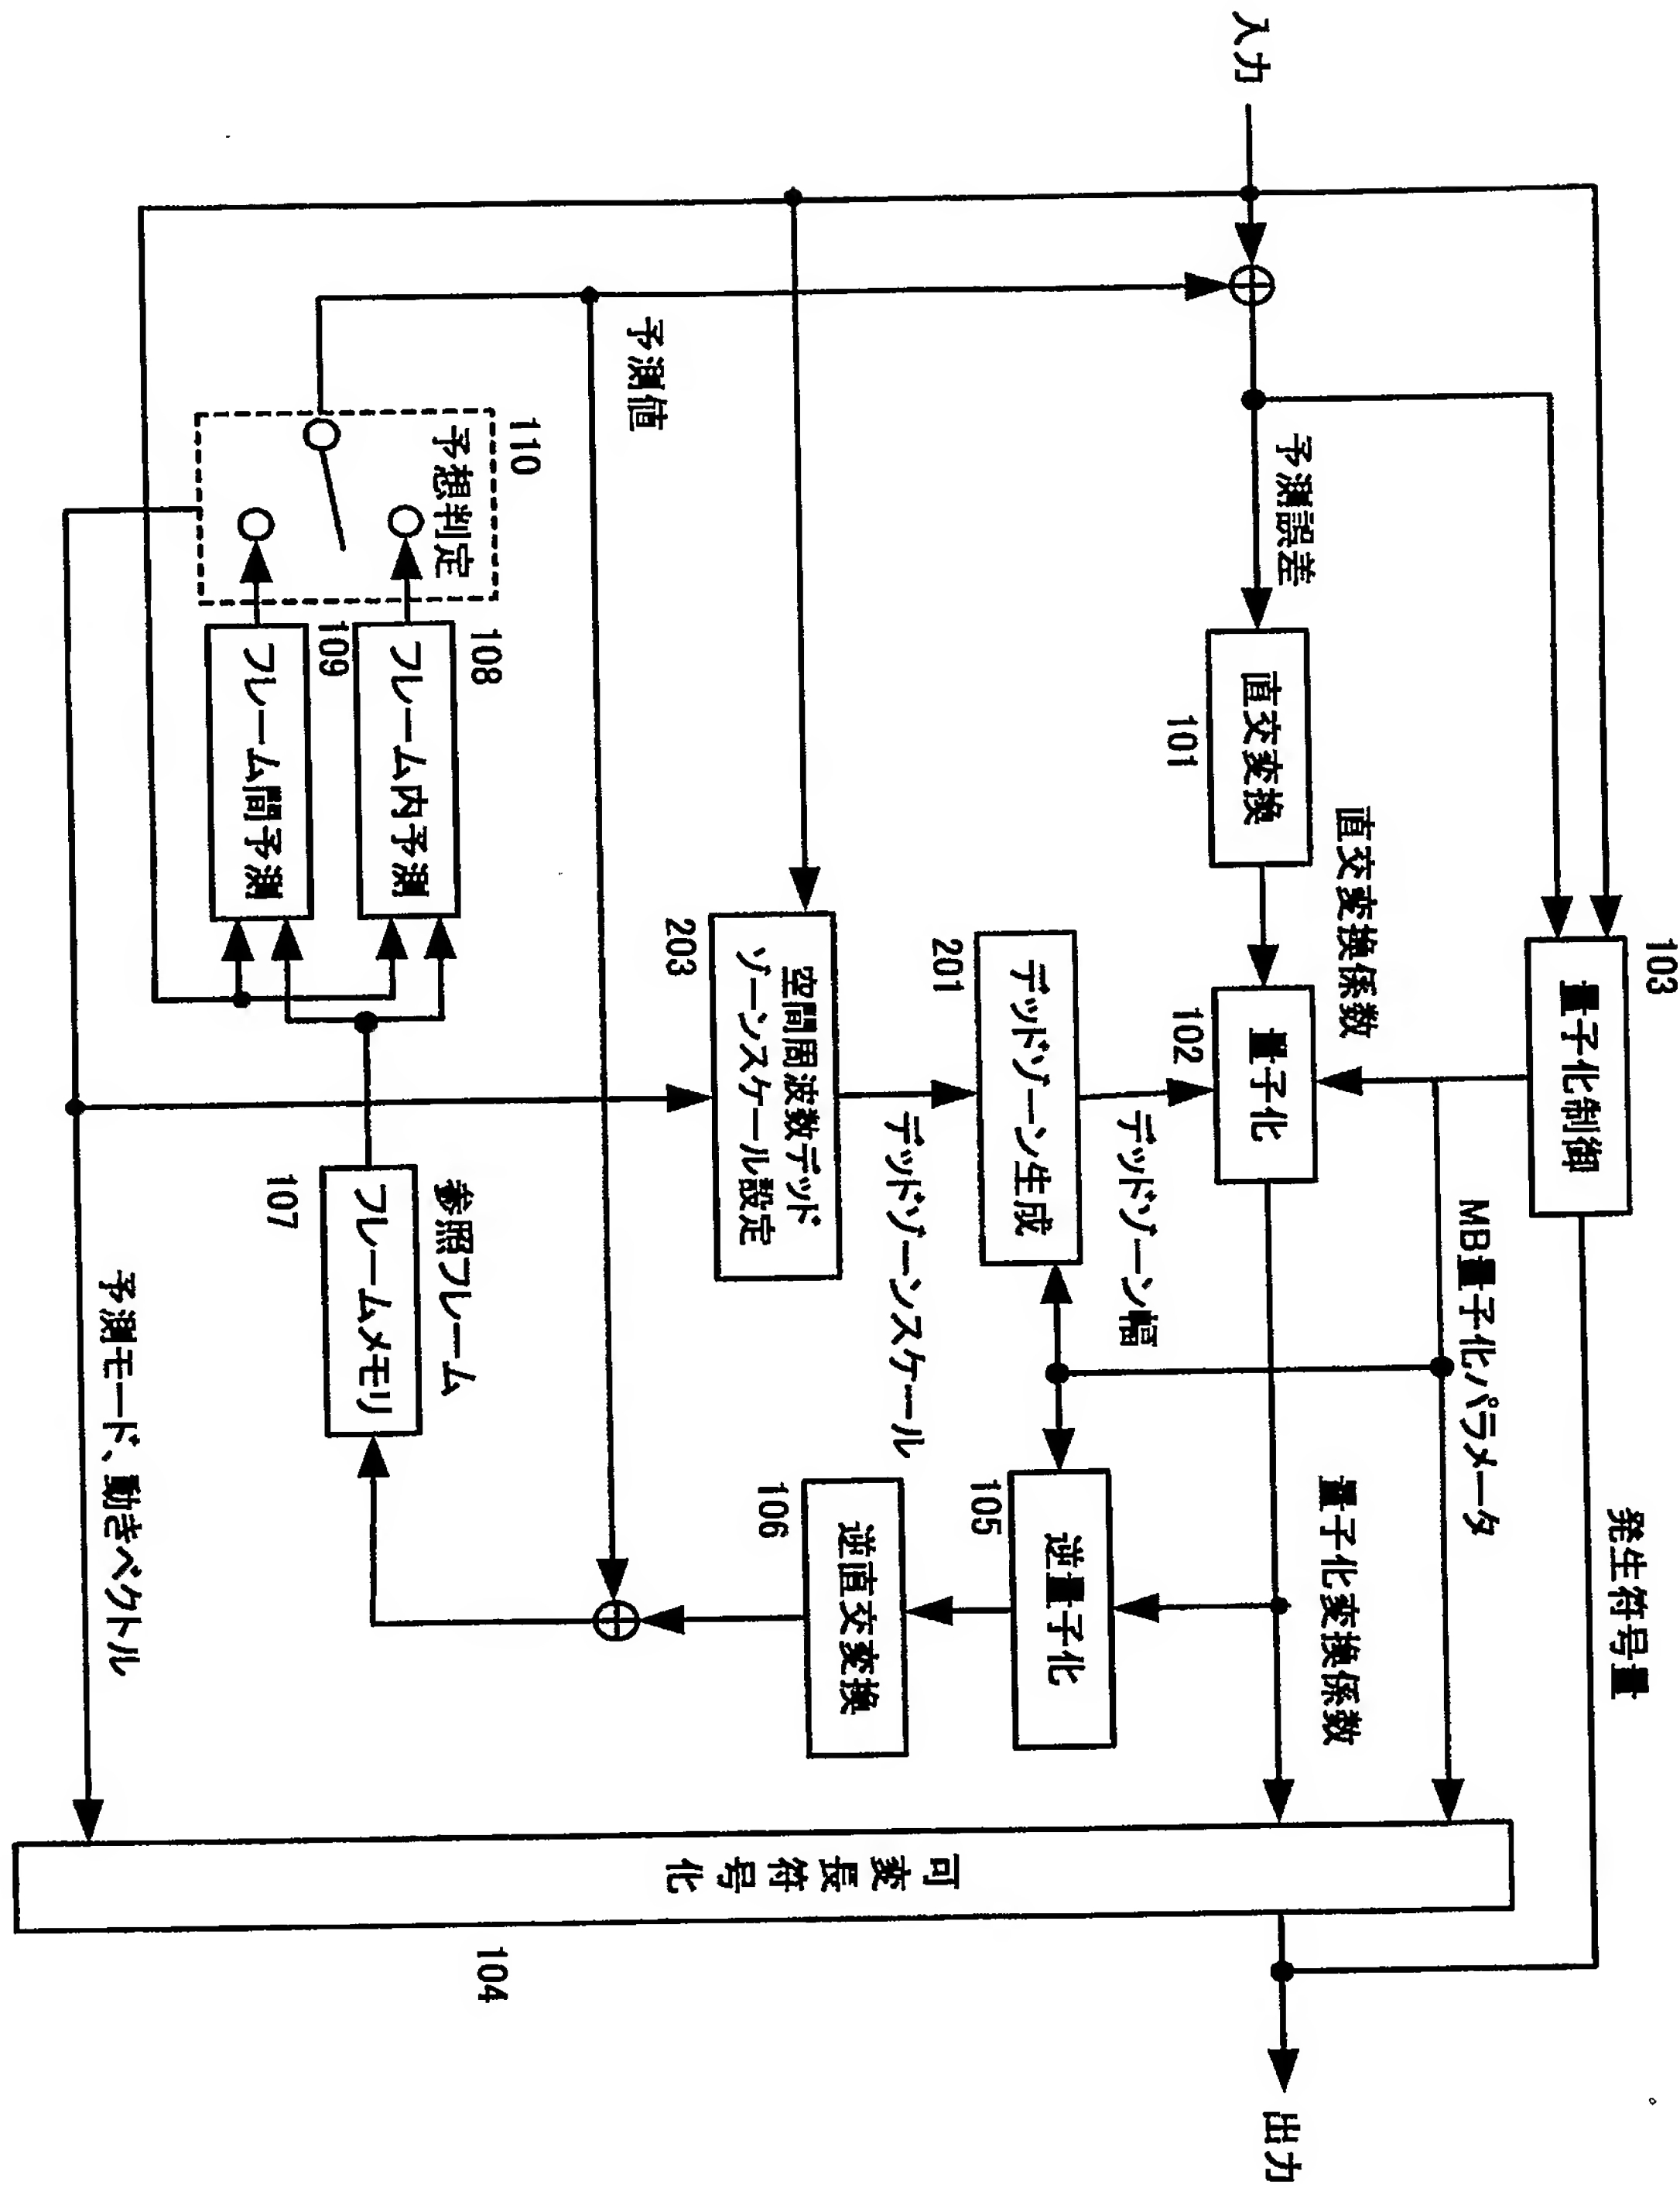 103
量子化制御
発生符号量
MB量子化パラメータ
入力
予測誤差
直交変換
101
直交変換係数
量子化
102
量子化変換係数
デッドゾーン幅
デッドゾーン生成
201
逆量子化
105
デッドゾーンスケール
空間周波数デッド
ゾーンスケール設定
203
逆直交変換
106
予測値
110
予想判定
108
フレーム内予測
109
フレーム間予測
参照フレーム
フレームメモリ
107
予測モード、動きベクトル
可変長符号化
104
出力